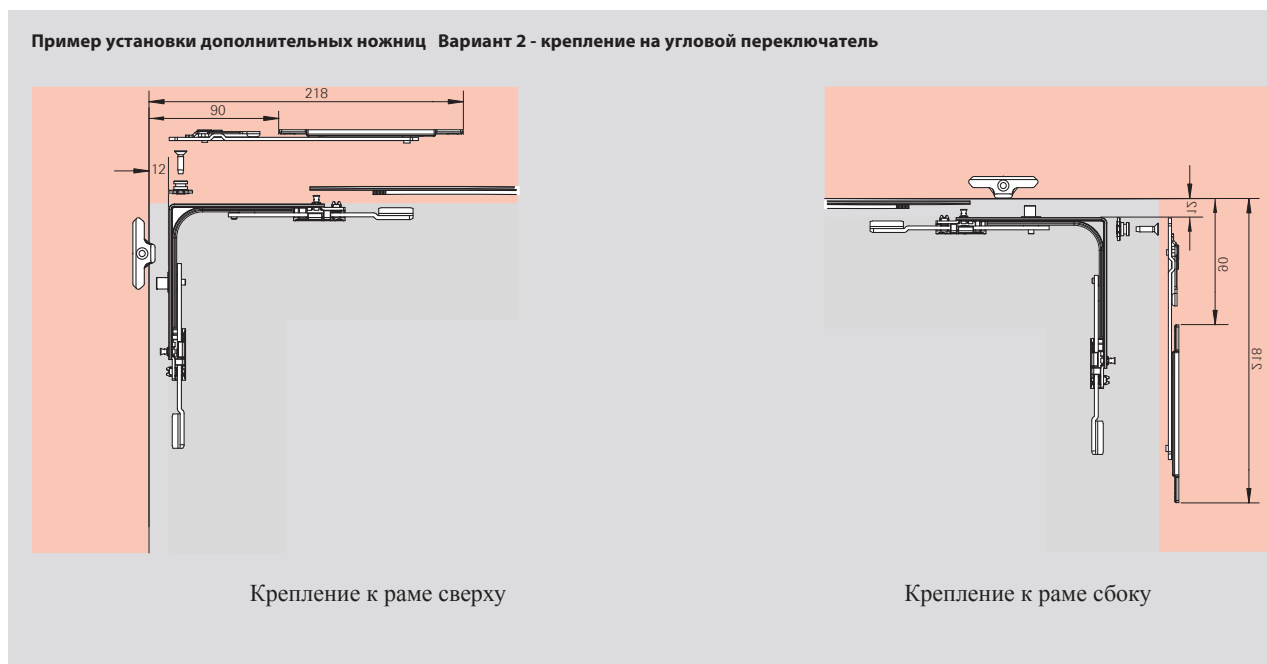 Пример установки дополнительных ножниц Вариант 2 - крепление на угловой переключатель
218
90
12
12
90
218
Крепление к раме сверху
Крепление к раме сбоку